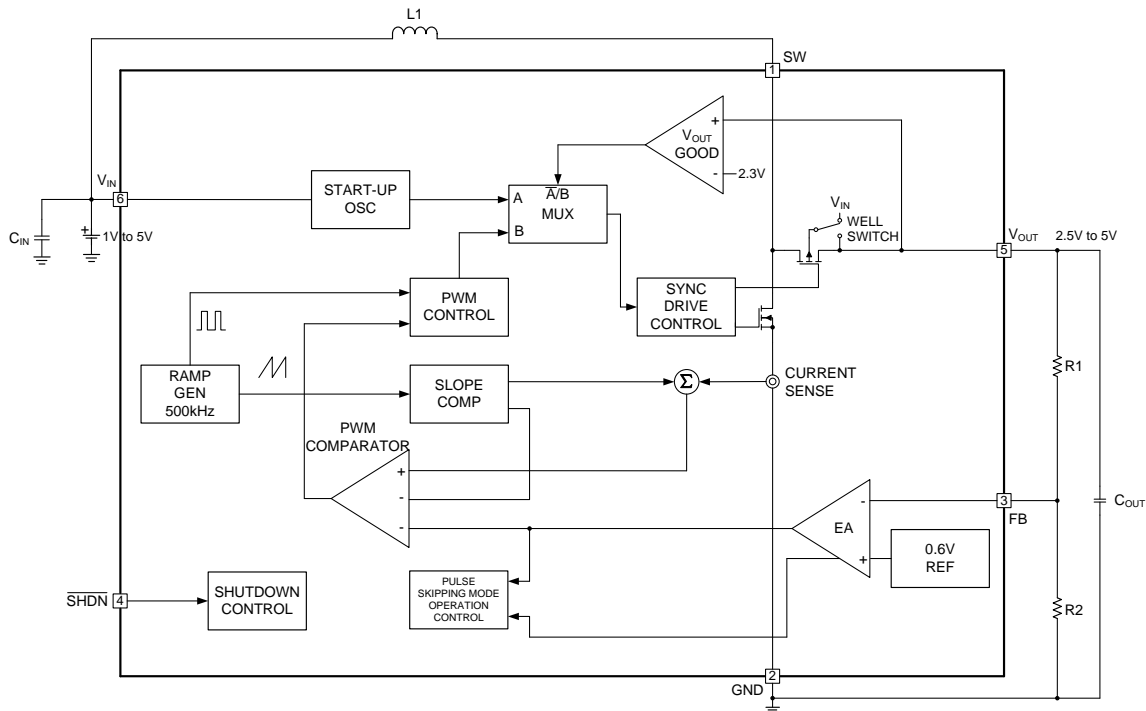 L1
SW
1
VOUT
GOOD
+
-
2.3V
VIN
6
START-UP
OSC
A
B
A̅/B
MUX
VIN
WELL
SWITCH
VOUT
5
2.5V to 5V
CIN
+
1V to 5V
PWM
CONTROL
SYNC
DRIVE
CONTROL
RAMP
GEN
500kHz
SLOPE
COMP
Σ
CURRENT
SENSE
R1
PWM
COMPARATOR
+
-
-
EA
-
+
3
FB
COUT
0.6V
REF
S̅H̅D̅N̅
4
SHUTDOWN
CONTROL
PULSE
SKIPPING MODE
OPERATION
CONTROL
R2
GND
2